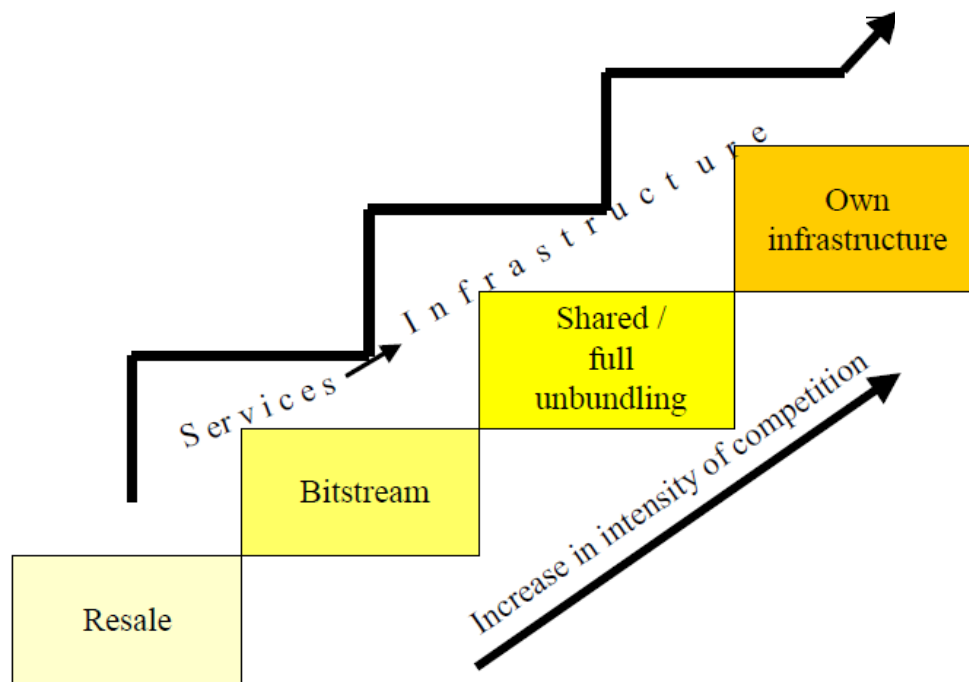 Own
infrastructure
Services Infrastructure
Shared /
full
unbundling
Bitstream
Increase in intensity of competition
Resale